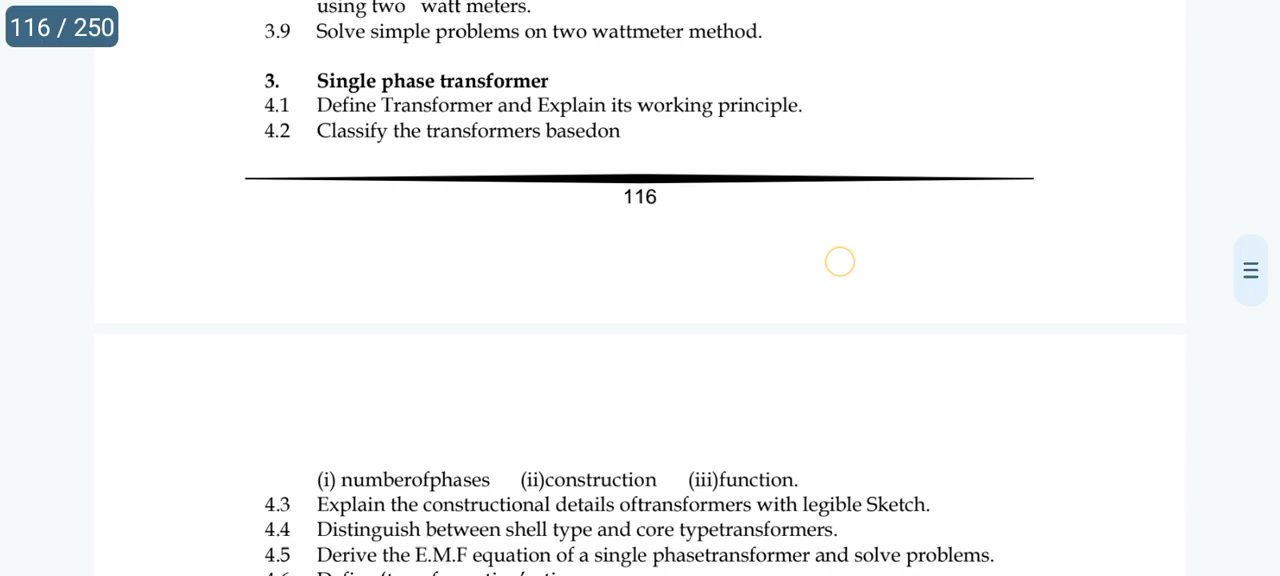 116 / 250
using two watt meters.
3.9 Solve simple problems on two wattmeter method.
3. Single phase transformer
4.1 Define Transformer and Explain its working principle.
4.2 Classify the transformers basedon
116
(i) numberofphases (ii)construction (iii)function.
4.3 Explain the constructional details oftransformers with legible Sketch.
4.4 Distinguish between shell type and core typetransformers.
4.5 Derive the E.M.F equation of a single phasetransformer and solve problems.